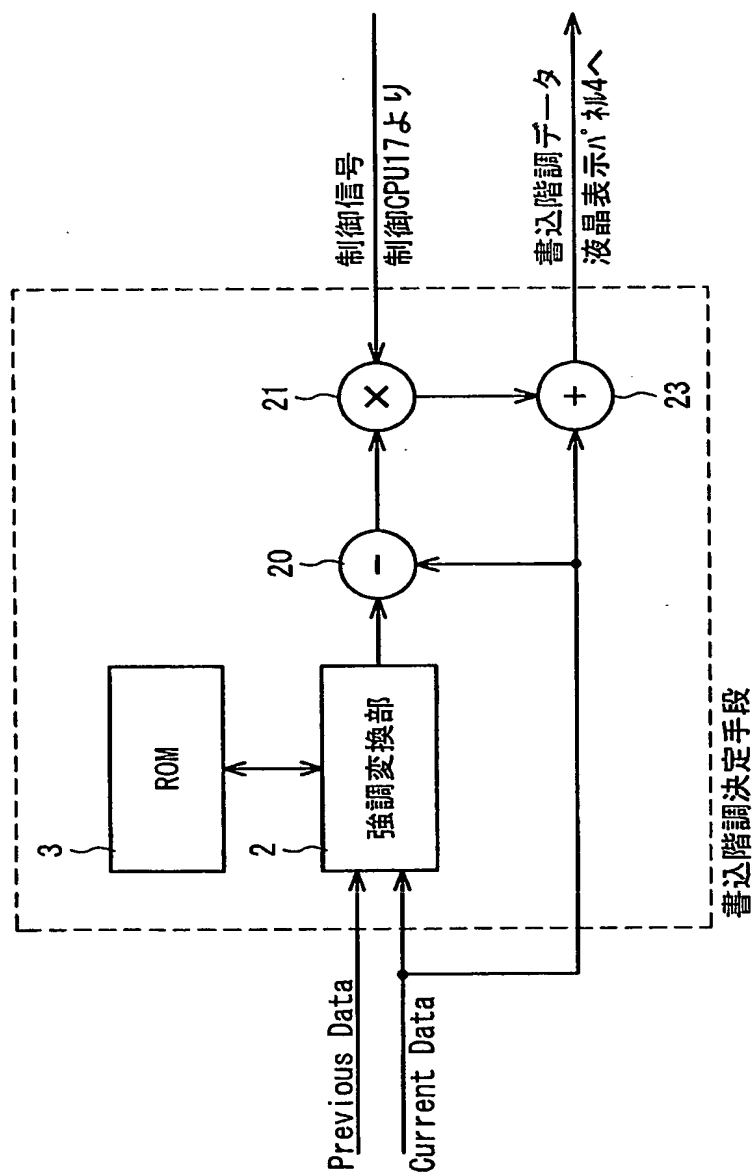 制御信号
制御CPU17より
書込階調データ
液晶表示パネル4へ
21
×
+
23
20
-
ROM
3
強調変換部
2
Previous Data
Current Data
書込階調決定手段